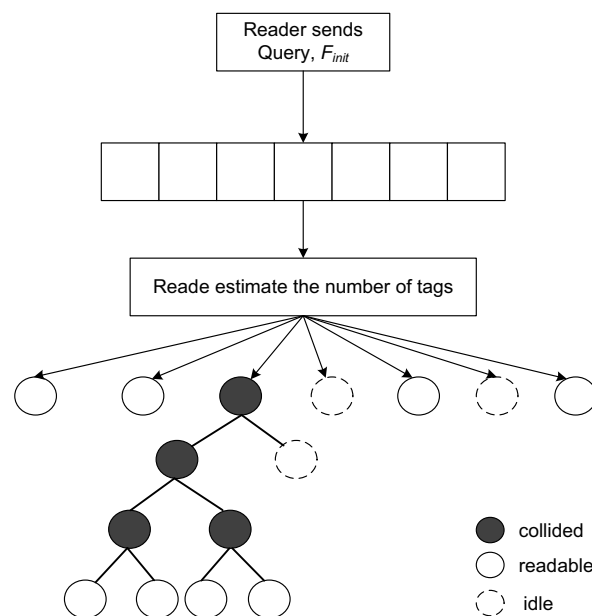 Reader sends
Query, Finit
Reade estimate the number of tags
collided
readable
idle